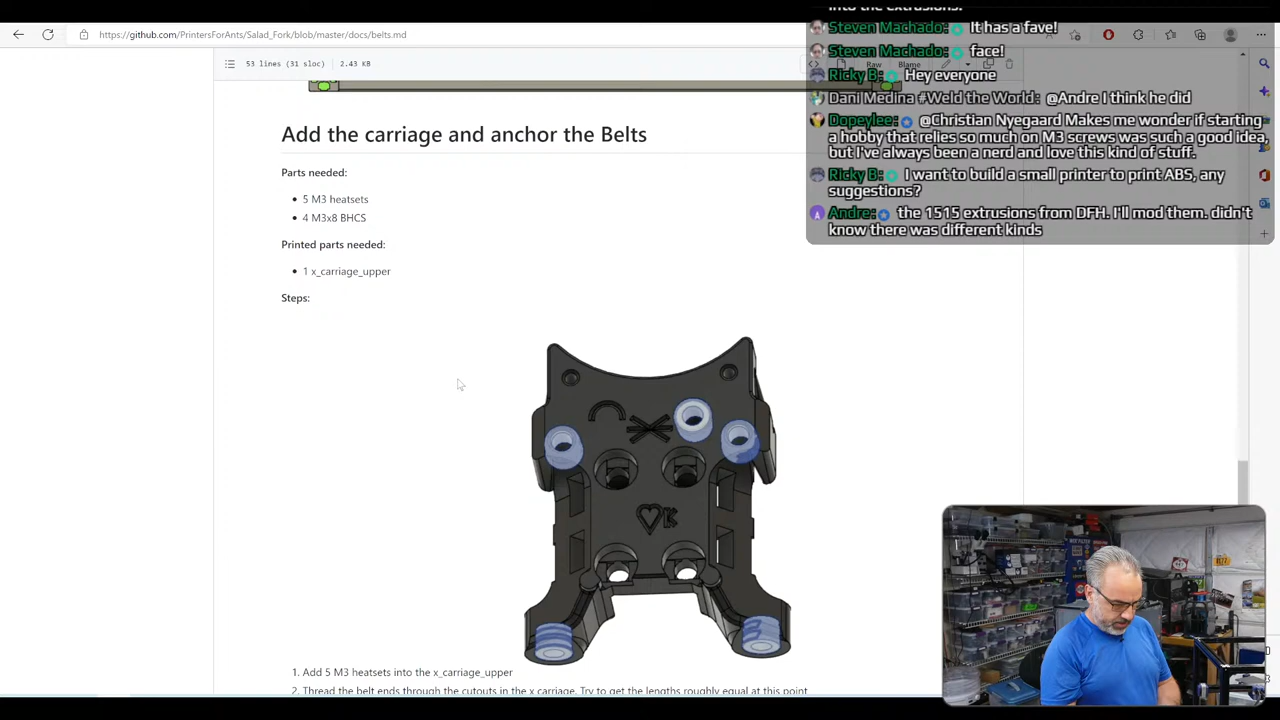 into the extrusions.
https://github.com/PrintersForAnts/Salad_Fork/blob/master/docs/belts.md
Steven Machado: It has a fave!
Steven Machado: face!
53 lines (31 sloc) 2.43 KB
Raw Blame
Ricky B: Hey everyone
Dani Medina #Weld the World: @Andre I think he did
Dopeylee: @Christian Nyegaard Makes me wonder if starting
a hobby that relies so much on M3 screws was such a good idea,
but I've always been a nerd and love this kind of stuff.
Ricky B: I want to build a small printer to print ABS, any
suggestions?
Andre: the 1515 extrusions from DFH. I'll mod them. didn't
know there was different kinds
Add the carriage and anchor the Belts
Parts needed:
5 M3 heatsets
4 M3x8 BHCS
Printed parts needed:
1 x_carriage_upper
Steps:
K
1. Add 5 M3 heatsets into the x_carriage_upper
2. Thread the belt ends through the cutouts in the x carriage. Try to get the lengths roughly equal at this point